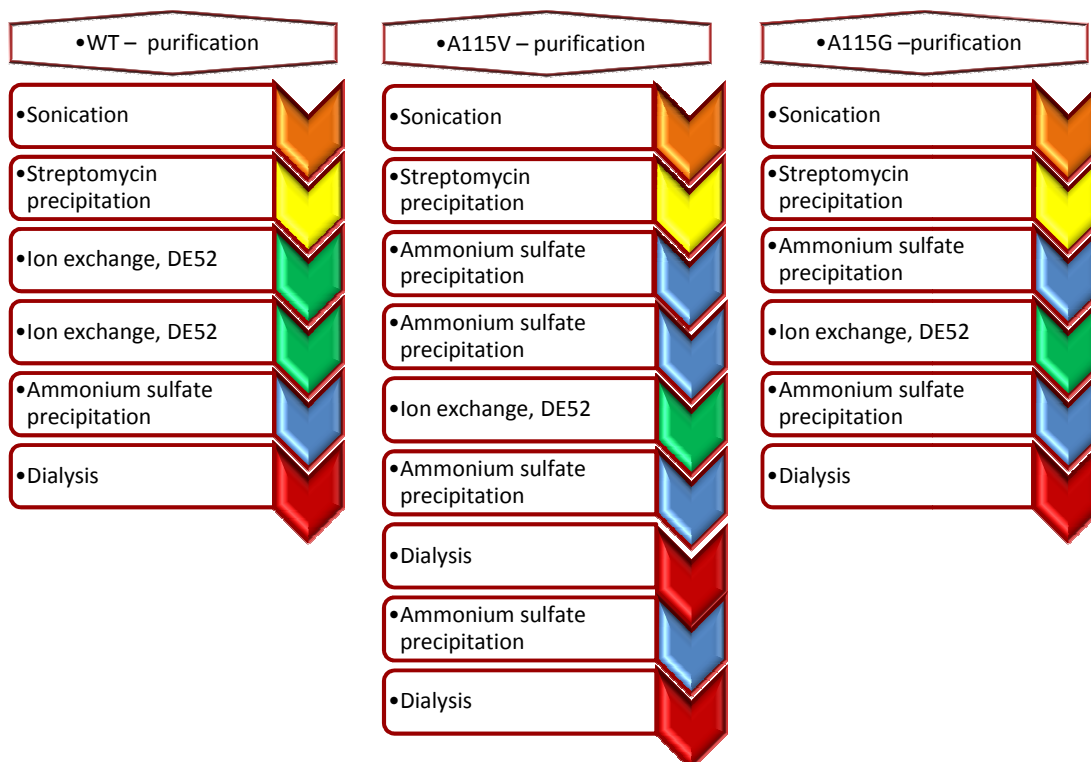 •WT – purification
•Sonication
•Streptomycin
precipitation
•Ion exchange, DE52
•Ion exchange, DE52
•Ammonium sulfate
precipitation
•Dialysis
•A115V – purification
•Sonication
•Streptomycin
precipitation
•Ammonium sulfate
precipitation
•Ammonium sulfate
precipitation
•Ion exchange, DE52
•Ammonium sulfate
precipitation
•Dialysis
•Ammonium sulfate
precipitation
•Dialysis
•A115G –purification
•Sonication
•Streptomycin
precipitation
•Ammonium sulfate
precipitation
•Ion exchange, DE52
•Ammonium sulfate
precipitation
•Dialysis